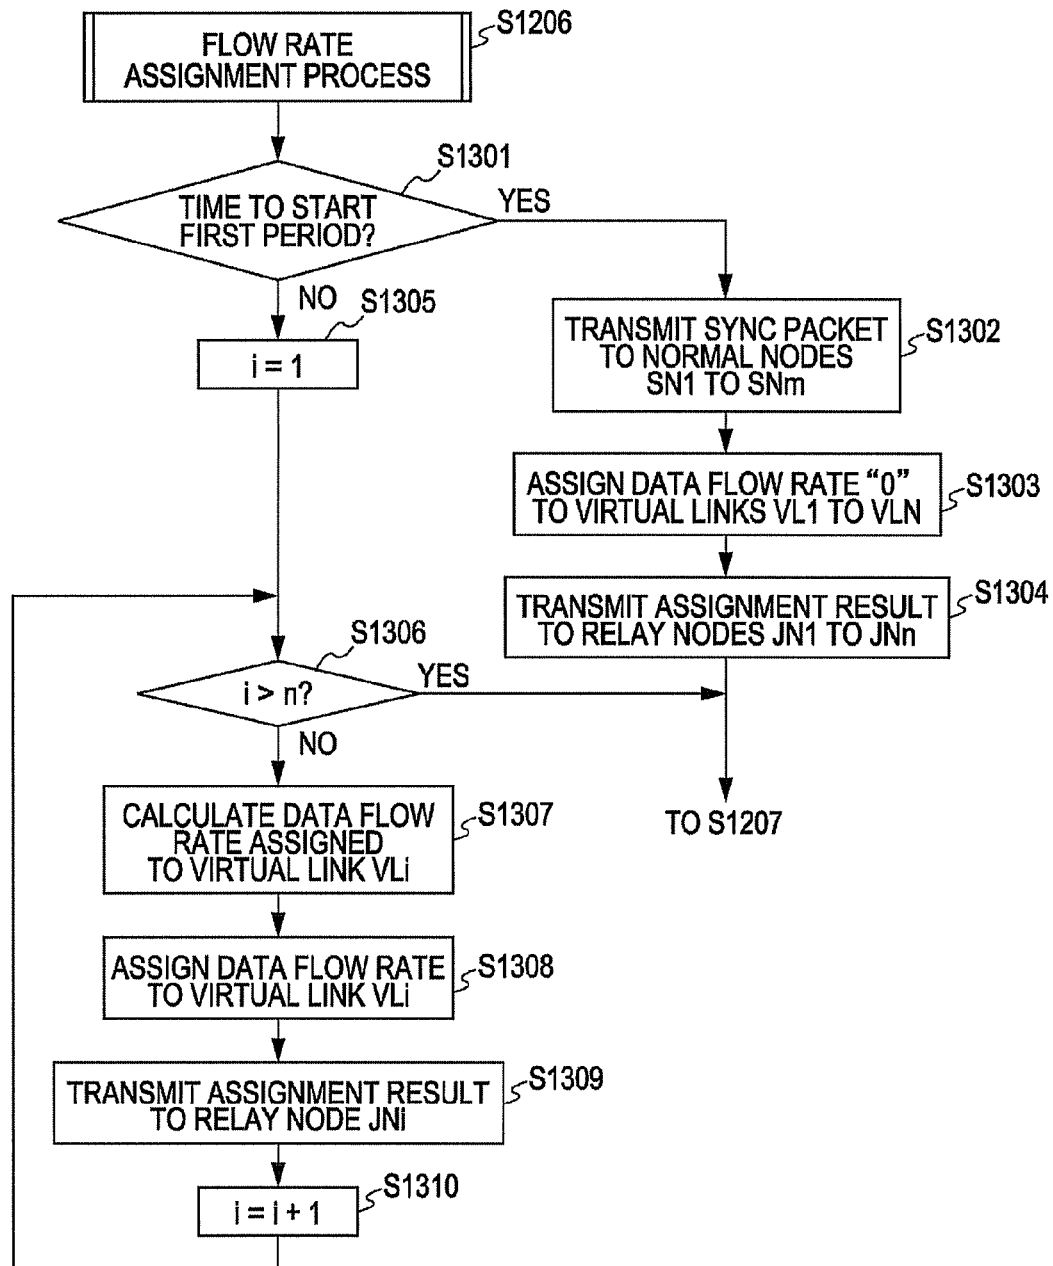 S1206
FLOW RATE
ASSIGNMENT PROCESS
S1301
TIME TO START
FIRST PERIOD?
YES
NO
S1305
i = 1
TRANSMIT SYNC PACKET
TO NORMAL NODES
SN1 TO SNm
S1302
ASSIGN DATA FLOW RATE “0”
TO VIRTUAL LINKS VL1 TO VLN
S1303
TRANSMIT ASSIGNMENT RESULT
TO RELAY NODES JN1 TO JNn
S1304
S1306
i > n?
YES
NO
TO S1207
CALCULATE DATA FLOW
RATE ASSIGNED
TO VIRTUAL LINK VLi
S1307
ASSIGN DATA FLOW RATE
TO VIRTUAL LINK VLi
S1308
TRANSMIT ASSIGNMENT RESULT
TO RELAY NODE JNi
S1309
S1310
i = i + 1